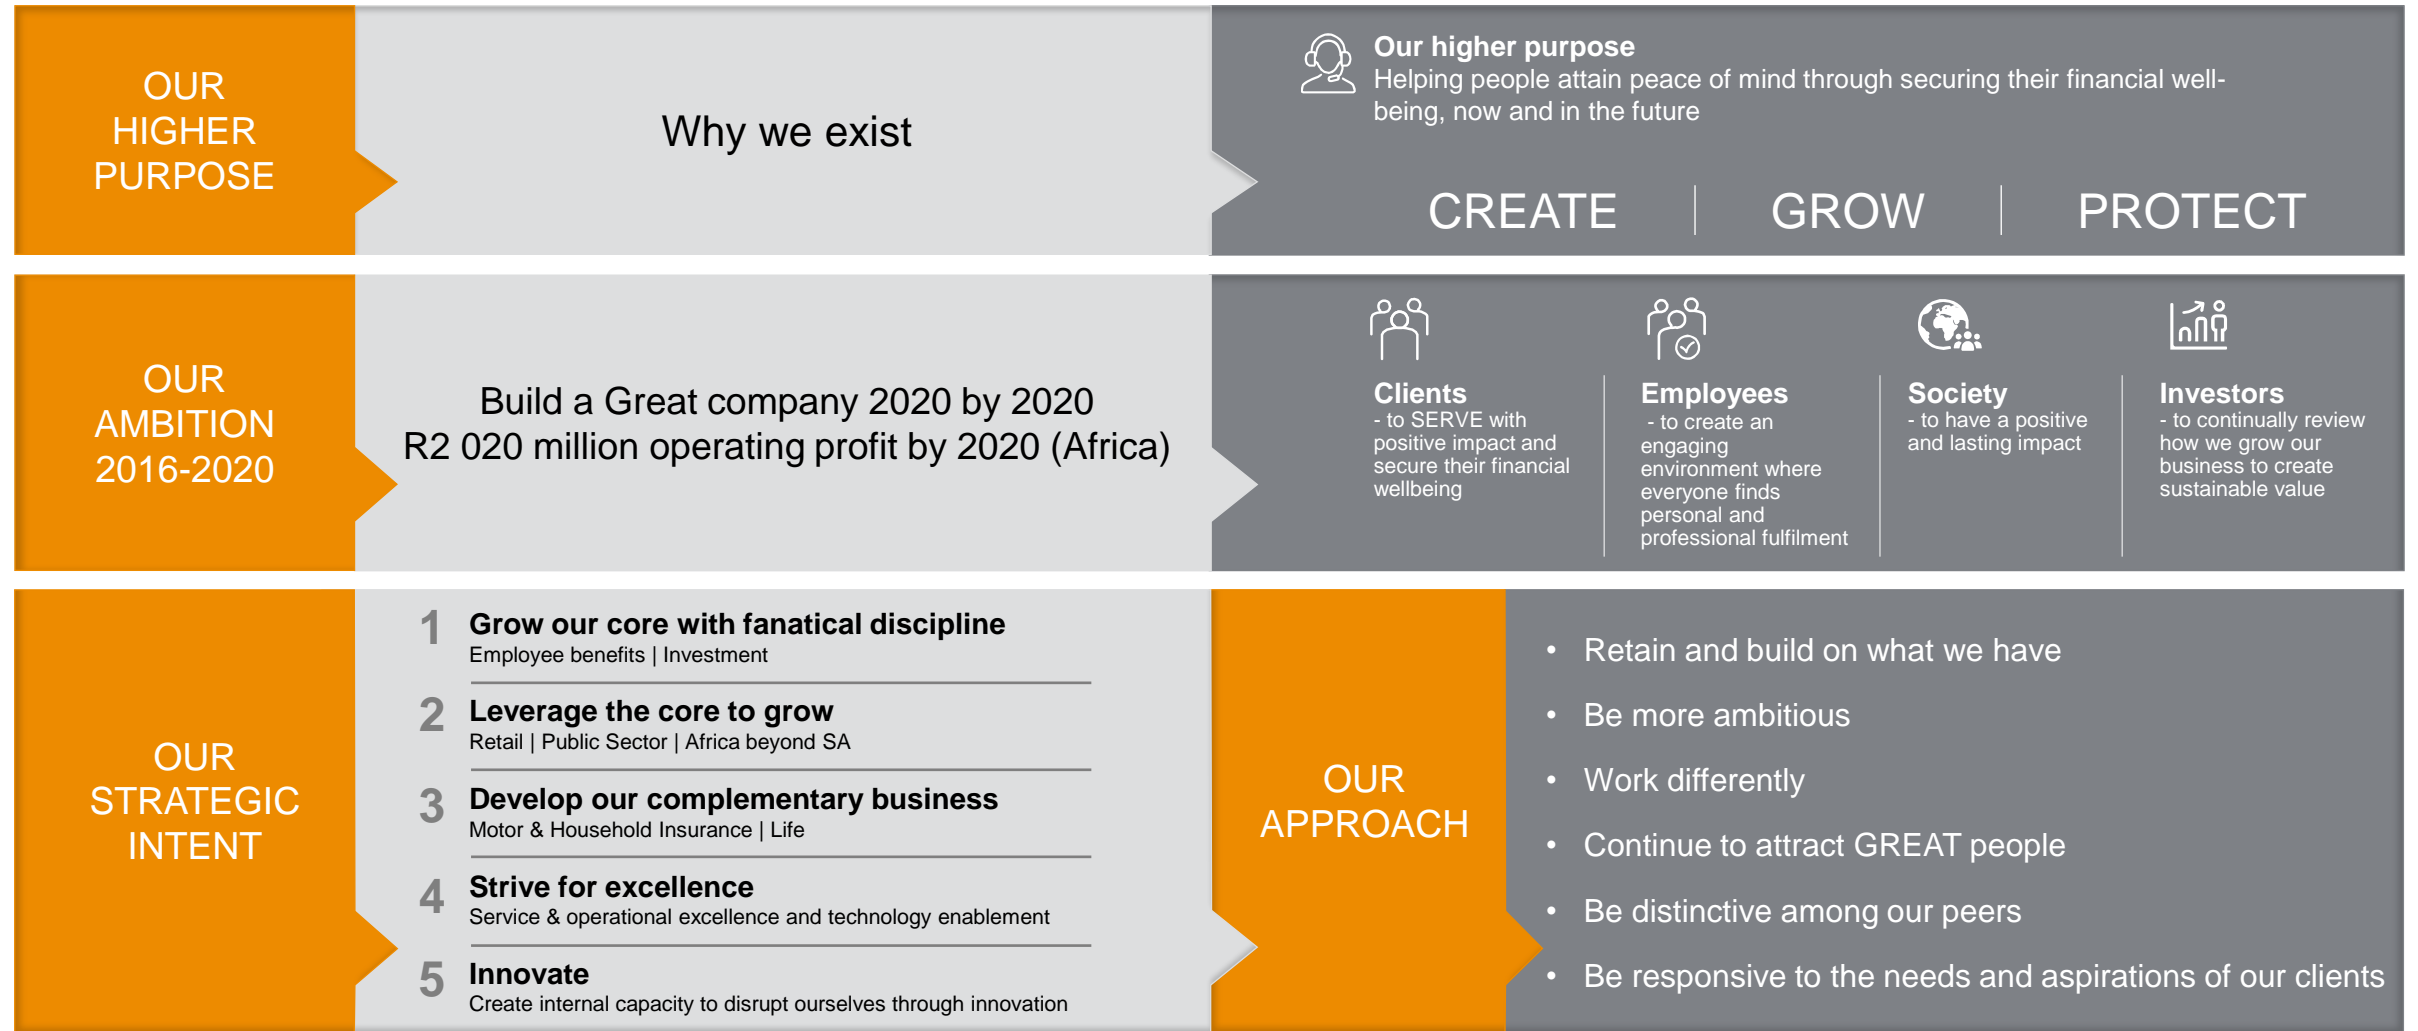 OUR
HIGHER
PURPOSE
Why we exist
Our higher purpose
Helping people attain peace of mind through securing their financial well-
being, now and in the future
CREATE
GROW
PROTECT
OUR
AMBITION
2016-2020
Build a Great company 2020 by 2020
R2 020 million operating profit by 2020 (Africa)
Clients
- to SERVE with
positive impact and
secure their financial
wellbeing
Employees
- to create an
engaging
environment where
everyone finds
personal and
professional fulfilment
Society
- to have a positive
and lasting impact
Investors
- to continually review
how we grow our
business to create
sustainable value
OUR
STRATEGIC
INTENT
1 Grow our core with fanatical discipline
Employee benefits | Investment
2 Leverage the core to grow
Retail | Public Sector | Africa beyond SA
3 Develop our complementary business
Motor & Household Insurance | Life
4 Strive for excellence
Service & operational excellence and technology enablement
5 Innovate
Create internal capacity to disrupt ourselves through innovation
OUR
APPROACH
• Retain and build on what we have
• Be more ambitious
• Work differently
• Continue to attract GREAT people
• Be distinctive among our peers
• Be responsive to the needs and aspirations of our clients